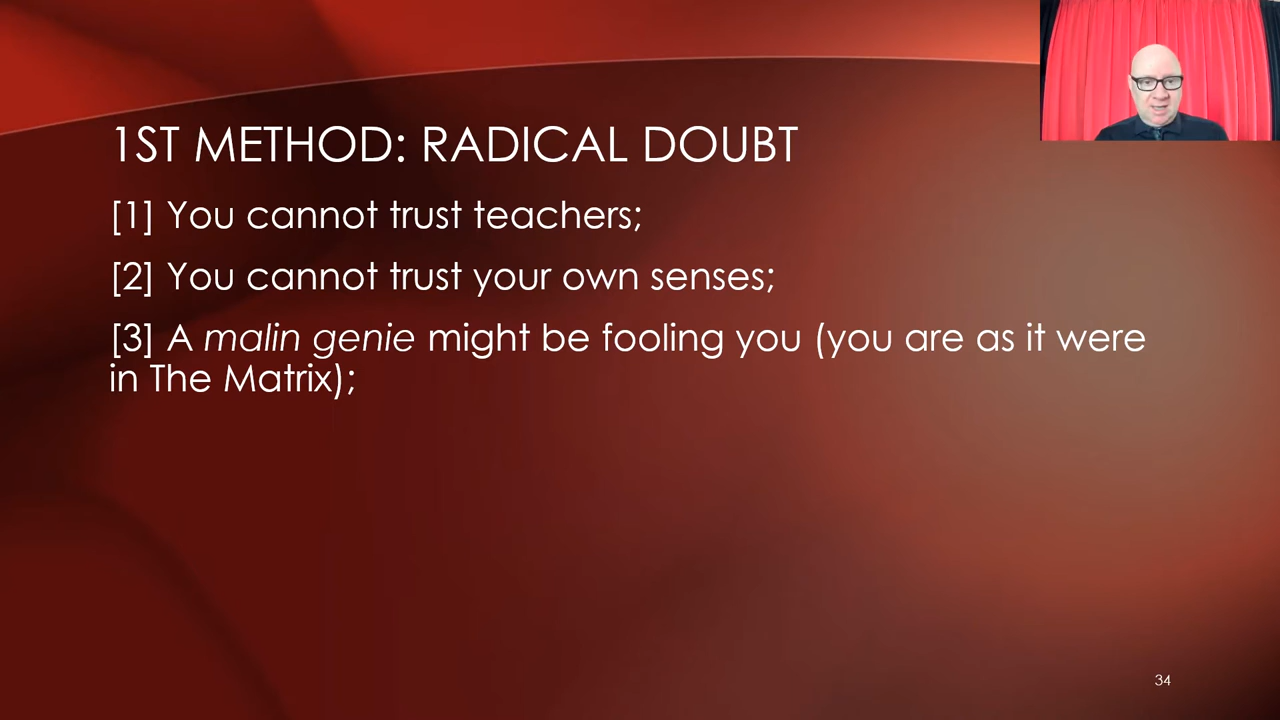 1ST METHOD: RADICAL DOUBT
[1] You cannot trust teachers;
[2] You cannot trust your own senses;
[3] A malin genie might be fooling you (you are as it were
in The Matrix);
34